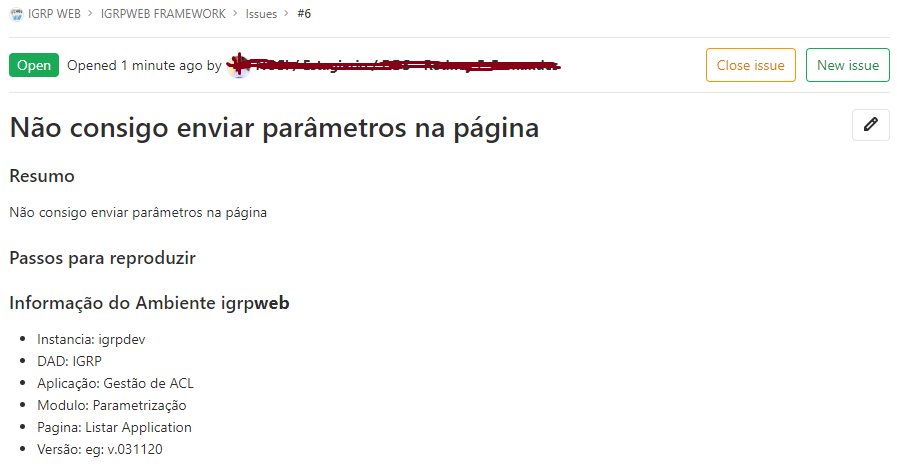 IGRP WEB > IGRPWEB FRAMEWORK > Issues > #6
Open Opened 1 minute ago by
Close issue New issue
Não consigo enviar parâmetros na página
Resumo
Não consigo enviar parâmetros na página
Passos para reproduzir
Informação do Ambiente igrpweb
• Instancia: igrpdev
• DAD: IGRP
• Aplicação: Gestão de ACL
• Modulo: Parametrização
• Pagina: Listar Application
• Versão: eg: v.031120